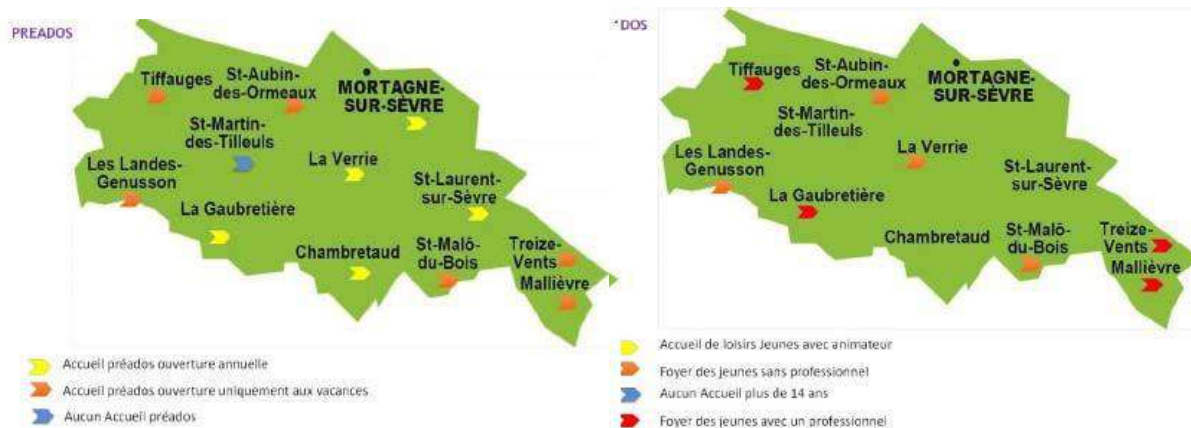 PREADOS
Tiffauges
St-Aubin-
des-Ormeaux
MORTAGNE-
SUR-SÈVRE
St-Martin-
des-Tilleuls
La Verrie
Les Landes-
Genusson
St-Laurent-
sur-Sèvre
La Gaubretière
Chambretaud
St-Malô-
du-Bois
Treize-
Vents
Mallièvre
Accueil préados ouverture annuelle
Accueil préados ouverture uniquement aux vacances
Aucun Accueil préados
DOS
Tiffauges
St-Aubin-
des-Ormeaux
MORTAGNE-
SUR-SÈVRE
St-Martin-
des-Tilleuls
La Verrie
Les Landes-
Genusson
St-Laurent-
sur-Sèvre
La Gaubretière
Chambretaud
St-Malô-
du-Bois
Treize-
Vents
Mallièvre
Accueil de loisirs Jeunes avec animateur
Foyer des jeunes sans professionnel
Aucun Accueil plus de 14 ans
Foyer des jeunes avec un professionnel